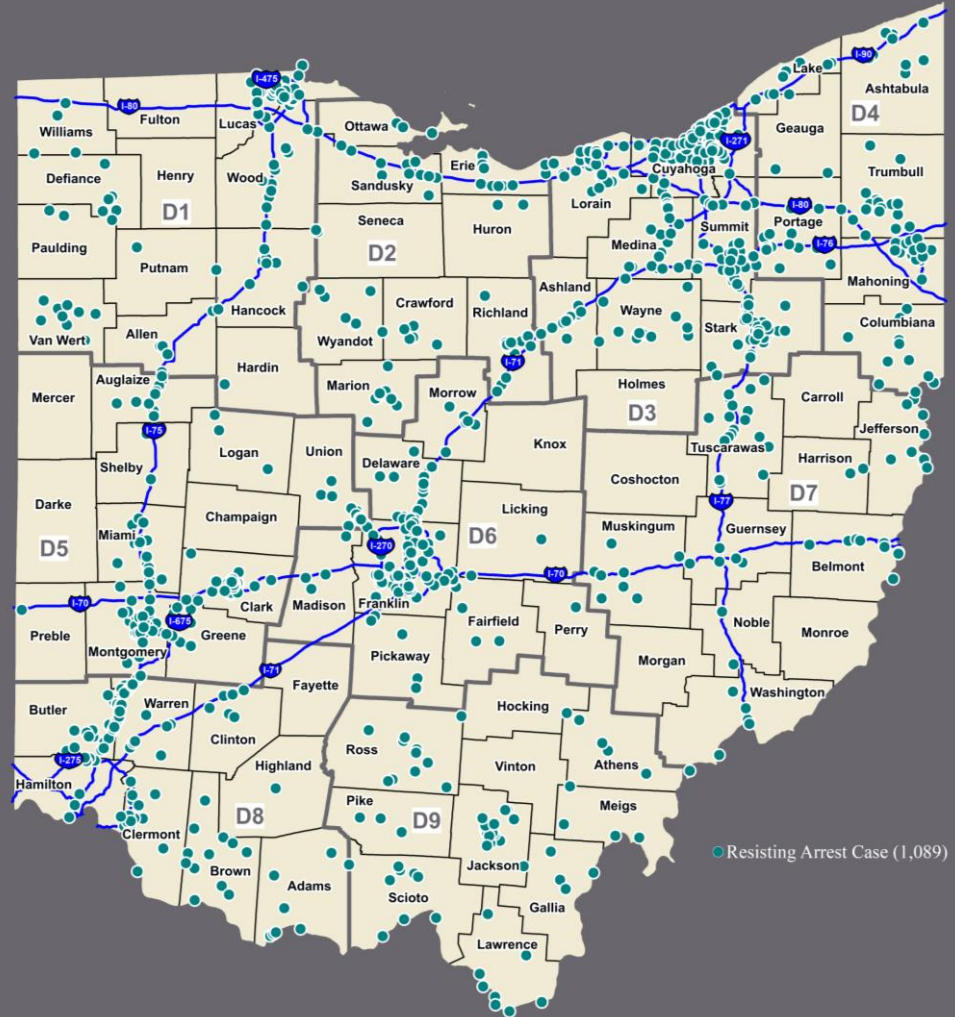 I-90
Lake
Ashtabula
I-475
D4
I-80
Fulton
Lucas
Williams
Ottawa
Geauga
I-271
Erie
Cuyahoga
Trumbull
Defiance
Henry
Wood
Sandusky
Lorain
D1
Seneca
Huron
Summit
I-80
Portage
Paulding
D2
Medina
I-76
Putnam
Mahoning
Ashland
Hancock
Crawford
Richland
Wayne
Stark
Columbiana
Van Wert
Allen
Wyandot
I-71
Hardin
Auglaize
Marion
Morrow
Holmes
Mercer
D3
Carroll
I-75
Jefferson
Knox
Logan
Union
Tuscarawas
Harrison
Shelby
Delaware
Coshocton
D7
Darke
I-77
Champaign
Licking
Muskingum
Guernsey
Miami
D6
D5
I-270
Belmont
I-70
I-70
Madison
Franklin
Clark
I-675
Fairfield
Noble
Preble
Greene
Perry
Monroe
Montgomery
Pickaway
Morgan
I-71
Fayette
Washington
Butler
Warren
Hocking
Clinton
Ross
I-275
Highland
Vinton
Athens
Hamilton
Pike
Meigs
D8
D9
Clermont
Resisting Arrest Case (1,089)
Jackson
Brown
Adams
Scioto
Gallia
Lawrence